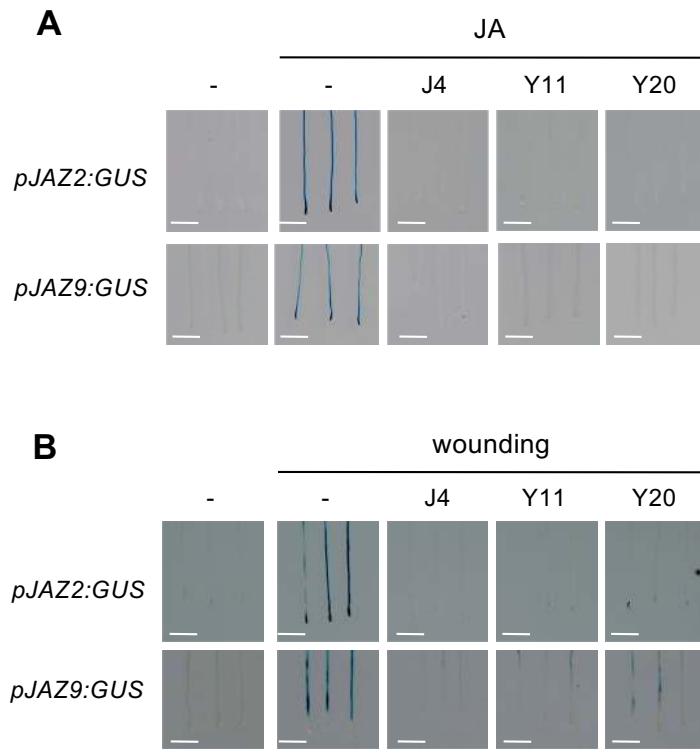 A
JA
- - J4 Y11 Y20
pJAZ2:GUS
pJAZ9:GUS
B
wounding
- - J4 Y11 Y20
pJAZ2:GUS
pJAZ9:GUS